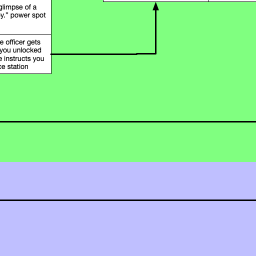 glimpse of a
y." power spot
e officer gets
you unlocked
e instructs you
ce station